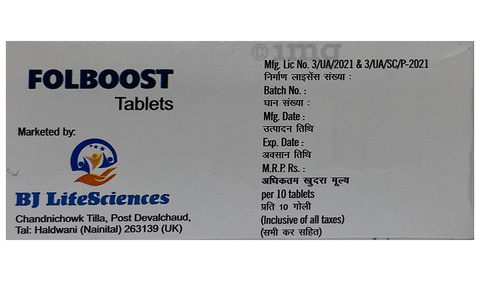 FOLBOOST
Tablets
Marketed by:
BJ LifeSciences
Chandnichowk Tilla, Post Devalchaud,
Tal: Haldwani (Nainital) 263139 (UK)
1mg
Mfg. Lic No. 3/UA/2021 & 3/UA/SC/P-2021
निर्माण लाइसेंस संख्या :
Batch No. :
घान संख्या :
Mfg. Date :
उत्पादन तिथि
Exp. Date :
अवसान तिथि
M.R.P. Rs. :
अधिकतम खुदरा मूल्य
per 10 tablets
प्रति 10 गोली
(Inclusive of all taxes)
(सभी कर सहित)